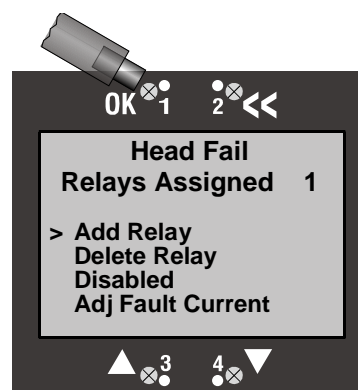 OK 1 2 <<
Head Fail
Relays Assigned 1
> Add Relay
Delete Relay
Disabled
Adj Fault Current
3 4